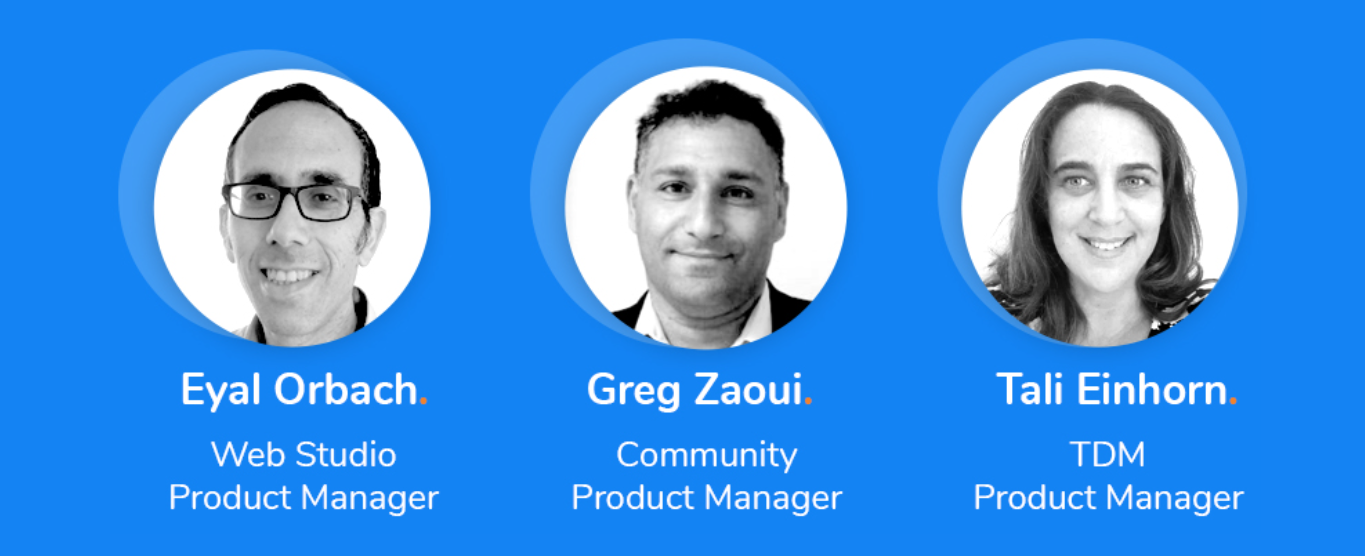 Eyal Orbach.
Web Studio
Product Manager
Greg Zaoui.
Community
Product Manager
Tali Einhorn.
TDM
Product Manager